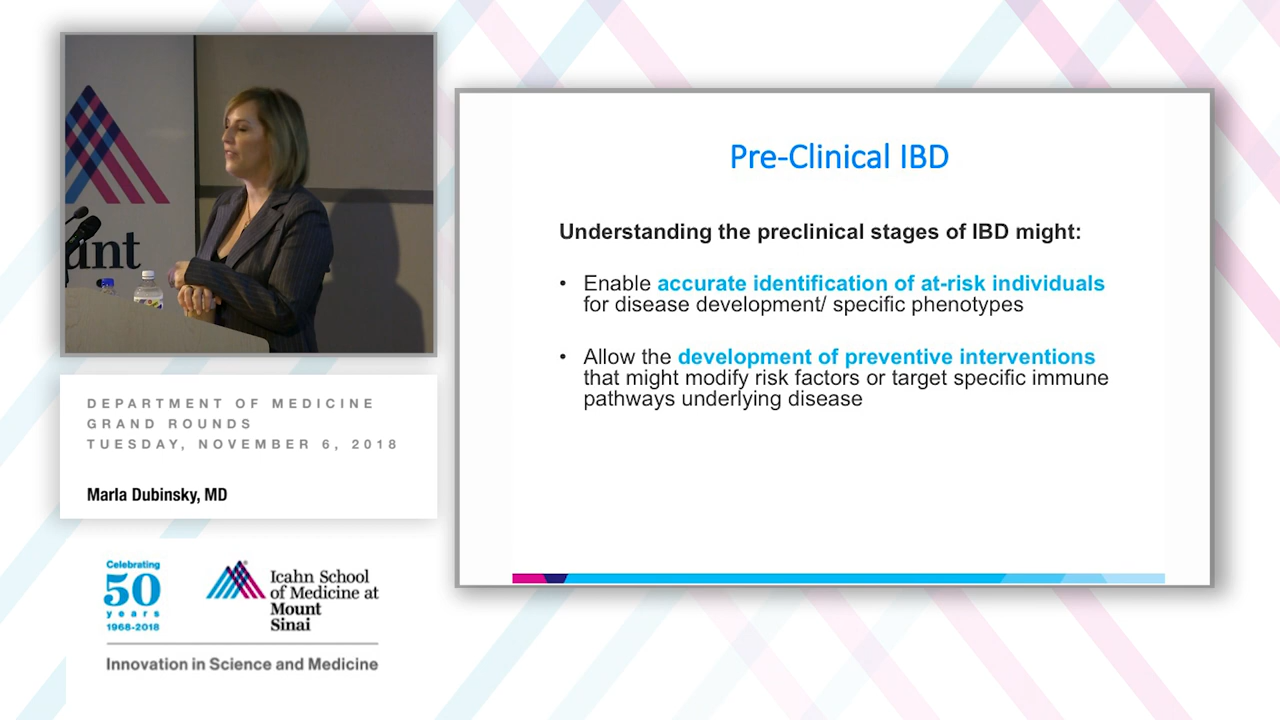 ant
DEPARTMENT OF MEDICINE
GRAND ROUNDS
TUESDAY, NOVEMBER 6, 2018
Marla Dubinsky, MD
Celebrating
50
years
1968-2018
Icahn School
of Medicine at
Mount
Sinai
Innovation in Science and Medicine
Pre-Clinical IBD
Understanding the preclinical stages of IBD might:
• Enable accurate identification of at-risk individuals
for disease development/ specific phenotypes
• Allow the development of preventive interventions
that might modify risk factors or target specific immune
pathways underlying disease